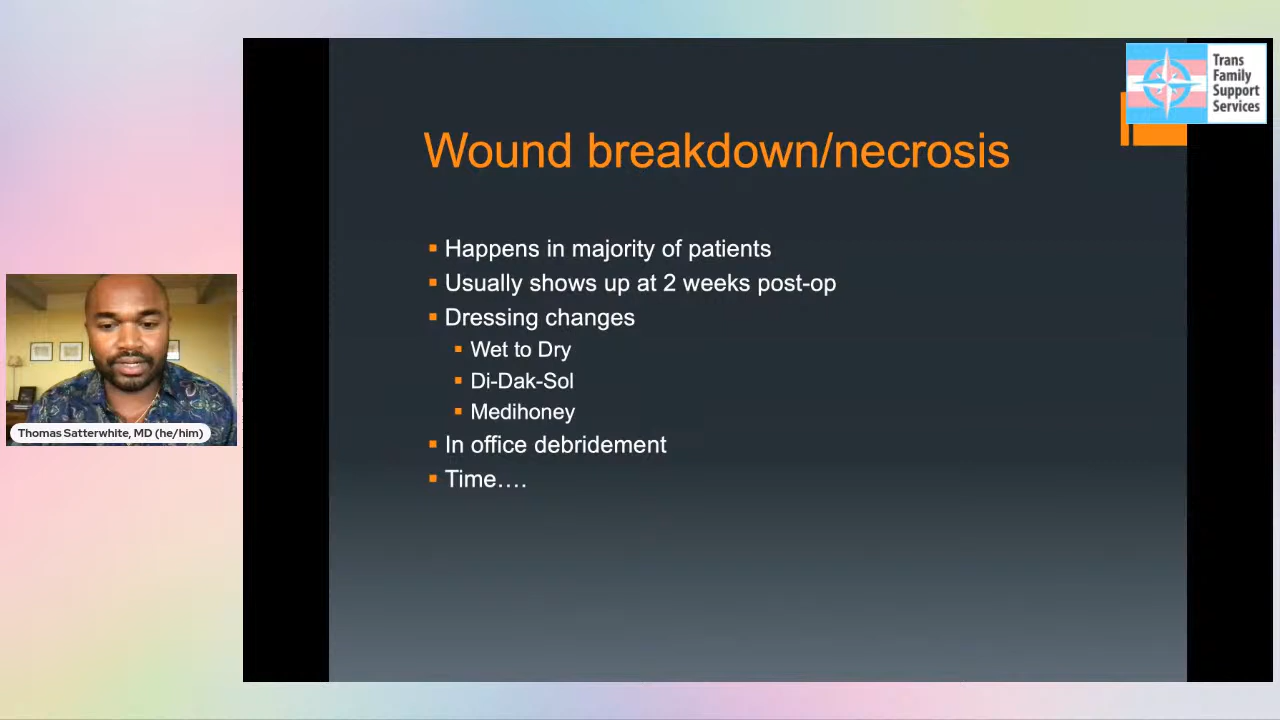 Trans
Family
Support
Services
Wound breakdown/necrosis
Happens in majority of patients
Usually shows up at 2 weeks post-op
Dressing changes
Wet to Dry
Di-Dak-Sol
Medihoney
In office debridement
Time….
Thomas Satterwhite, MD (he/him)